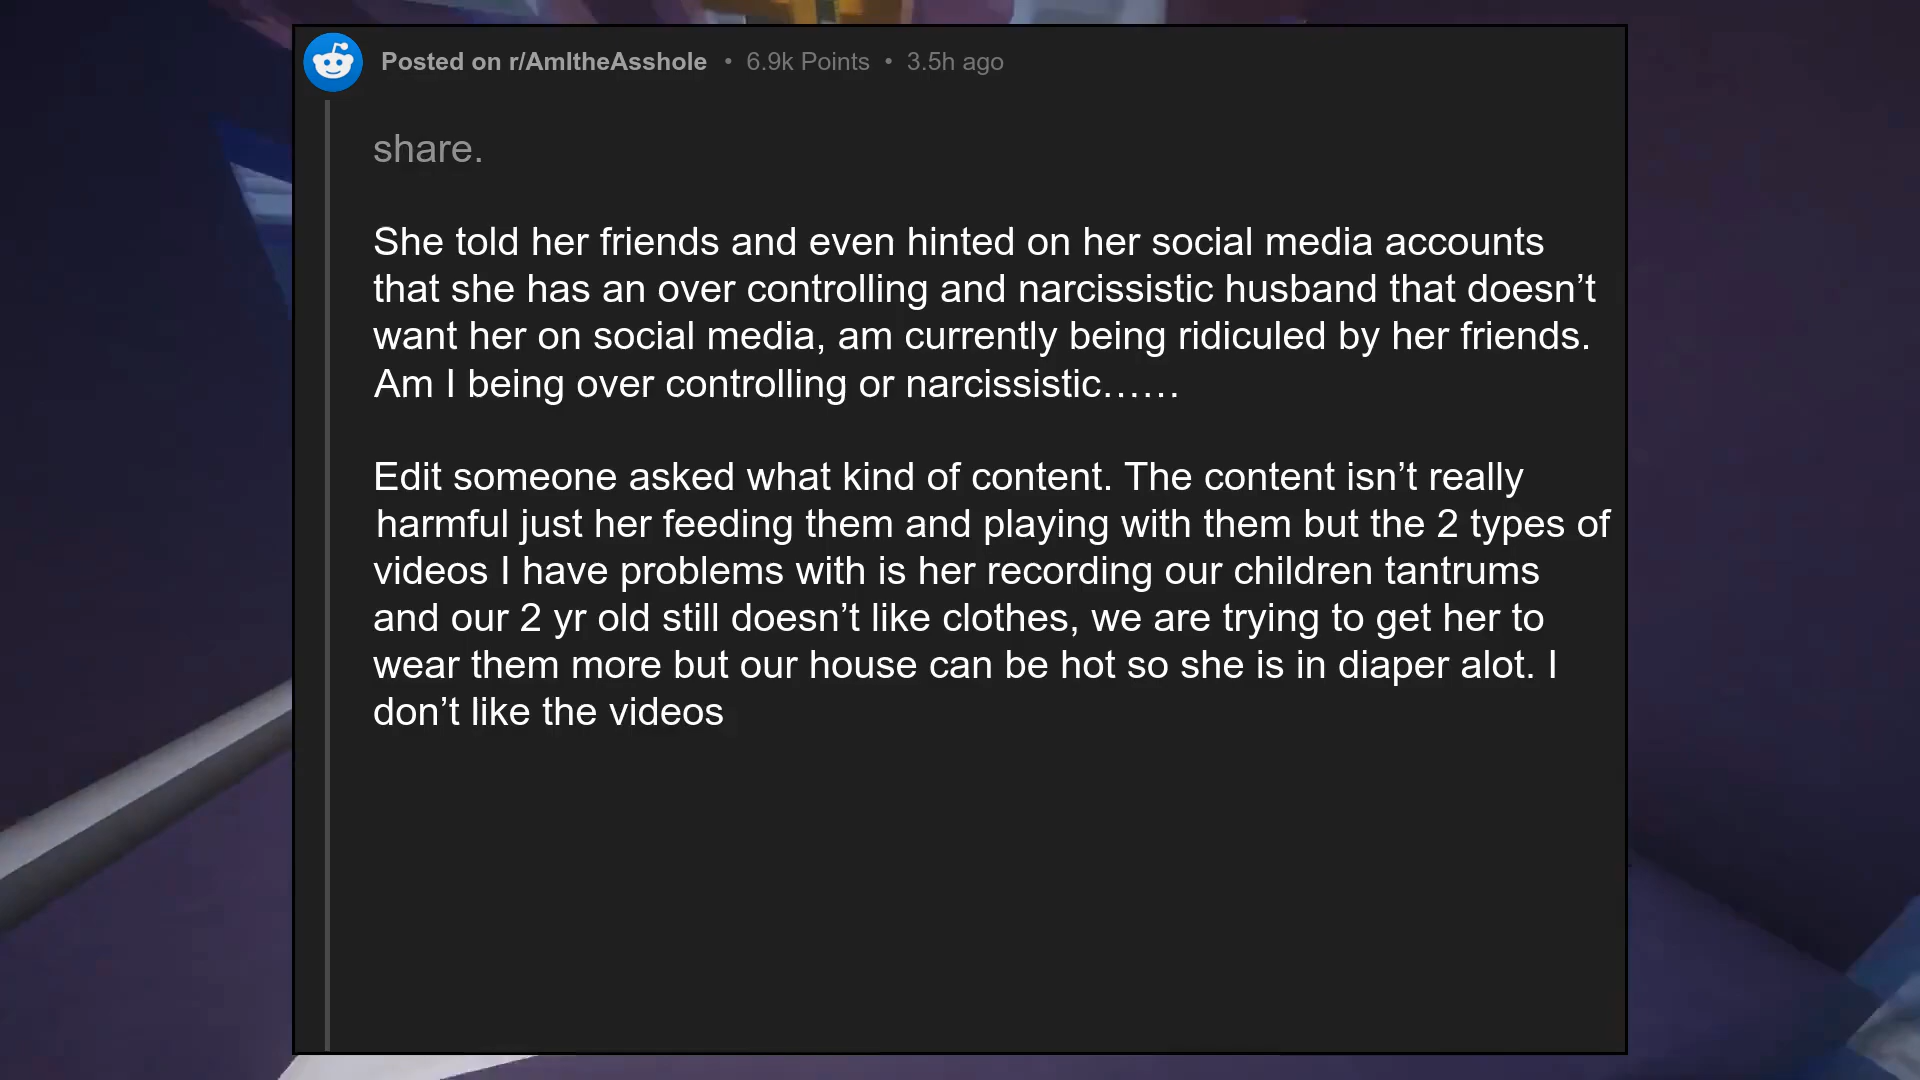 Posted on r/AmItheAsshole • 6.9k Points • 3.5h ago
share.
She told her friends and even hinted on her social media accounts
that she has an over controlling and narcissistic husband that doesn’t
want her on social media, am currently being ridiculed by her friends.
Am I being over controlling or narcissistic……
Edit someone asked what kind of content. The content isn’t really
harmful just her feeding them and playing with them but the 2 types of
videos I have problems with is her recording our children tantrums
and our 2 yr old still doesn’t like clothes, we are trying to get her to
wear them more but our house can be hot so she is in diaper alot. I
don’t like the videos